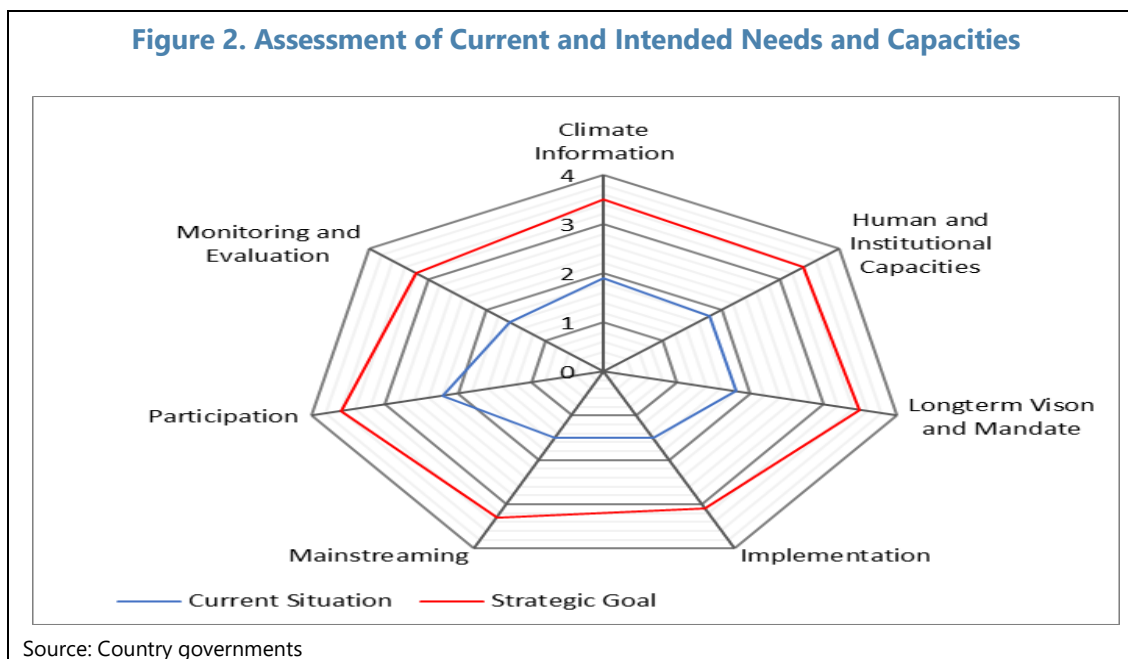 Figure 2. Assessment of Current and Intended Needs and Capacities
Climate
Information
4
3
2
1
0
Human and
Institutional
Capacities
Longterm Vison
and Mandate
Implementation
Mainstreaming
Participation
Monitoring and
Evaluation
Current Situation
Strategic Goal
Source: Country governments